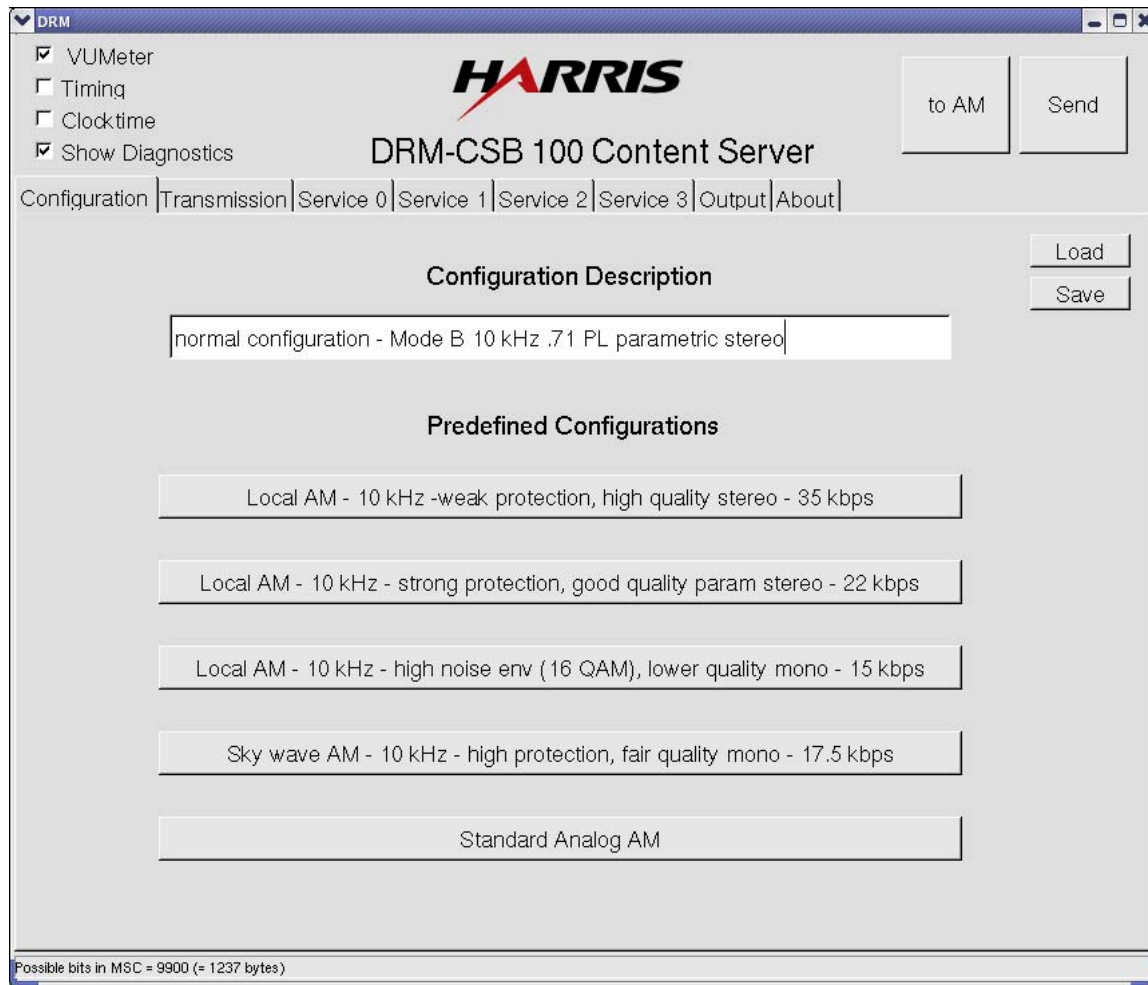 DRM
VUMeter
Timing
Clocktime
Show Diagnostics
HARRIS
DRM-CSB 100 Content Server
to AM
Send
Configuration Transmission Service 0 Service 1 Service 2 Service 3 Output About
Load
Save
Configuration Description
normal configuration - Mode B 10 kHz .71 PL parametric stereo
Predefined Configurations
Local AM - 10 kHz -weak protection, high quality stereo - 35 kbps
Local AM - 10 kHz - strong protection, good quality param stereo - 22 kbps
Local AM - 10 kHz - high noise env (16 QAM), lower quality mono - 15 kbps
Sky wave AM - 10 kHz - high protection, fair quality mono - 17.5 kbps
Standard Analog AM
Possible bits in MSC = 9900 (= 1237 bytes)